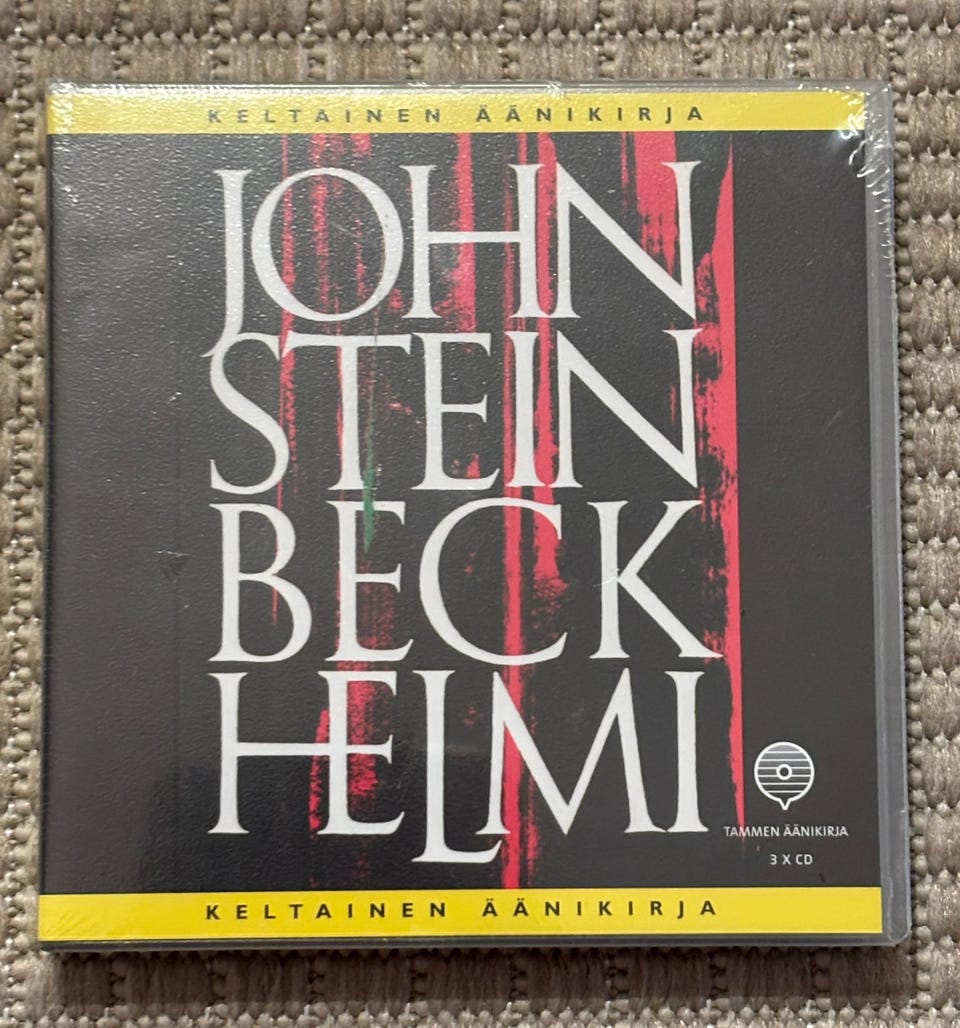 KELTAINEN ÄÄNIKIRJA
JOHN
STEIN
BECK
HELMI
TAMMEN ÄÄNIKIRJA
3 X CD
KELTAINEN ÄÄNIKIRJA